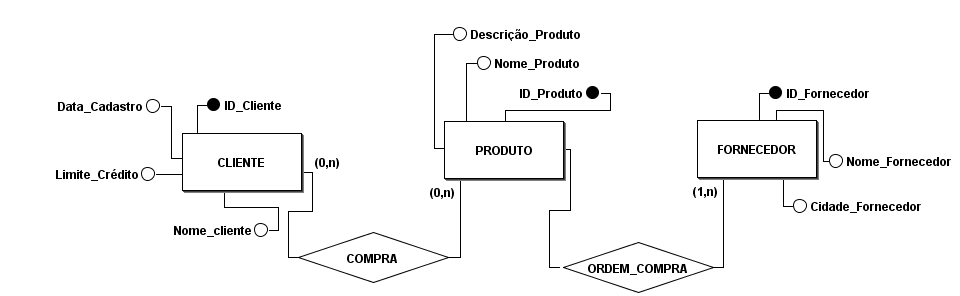 Descrição_Produto
Nome_Produto
ID_Produto
ID_Fornecedor
Data_Cadastro
ID_Cliente
CLIENTE
(0,n)
PRODUTO
FORNECEDOR
Nome_Fornecedor
Limite_Crédito
(0,n)
(1,n)
Cidade_Fornecedor
Nome_cliente
COMPRA
ORDEM_COMPRA